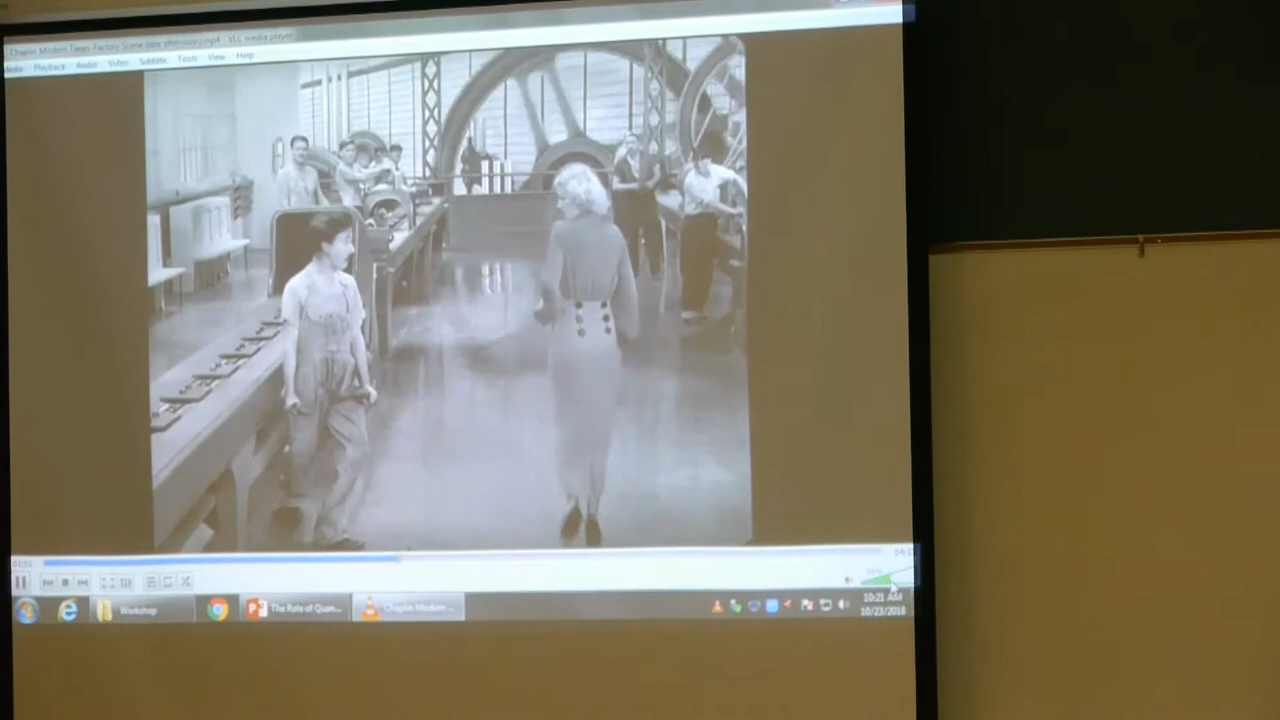 Chaplin Modern Times Factory Scene (late afternoon).mp4 - VLC media player
Media Playback Audio Video Subtitle Tools View Help
Workshop
The Role of Quan...
Chaplin Modern ...
10:21 AM
10/23/2018